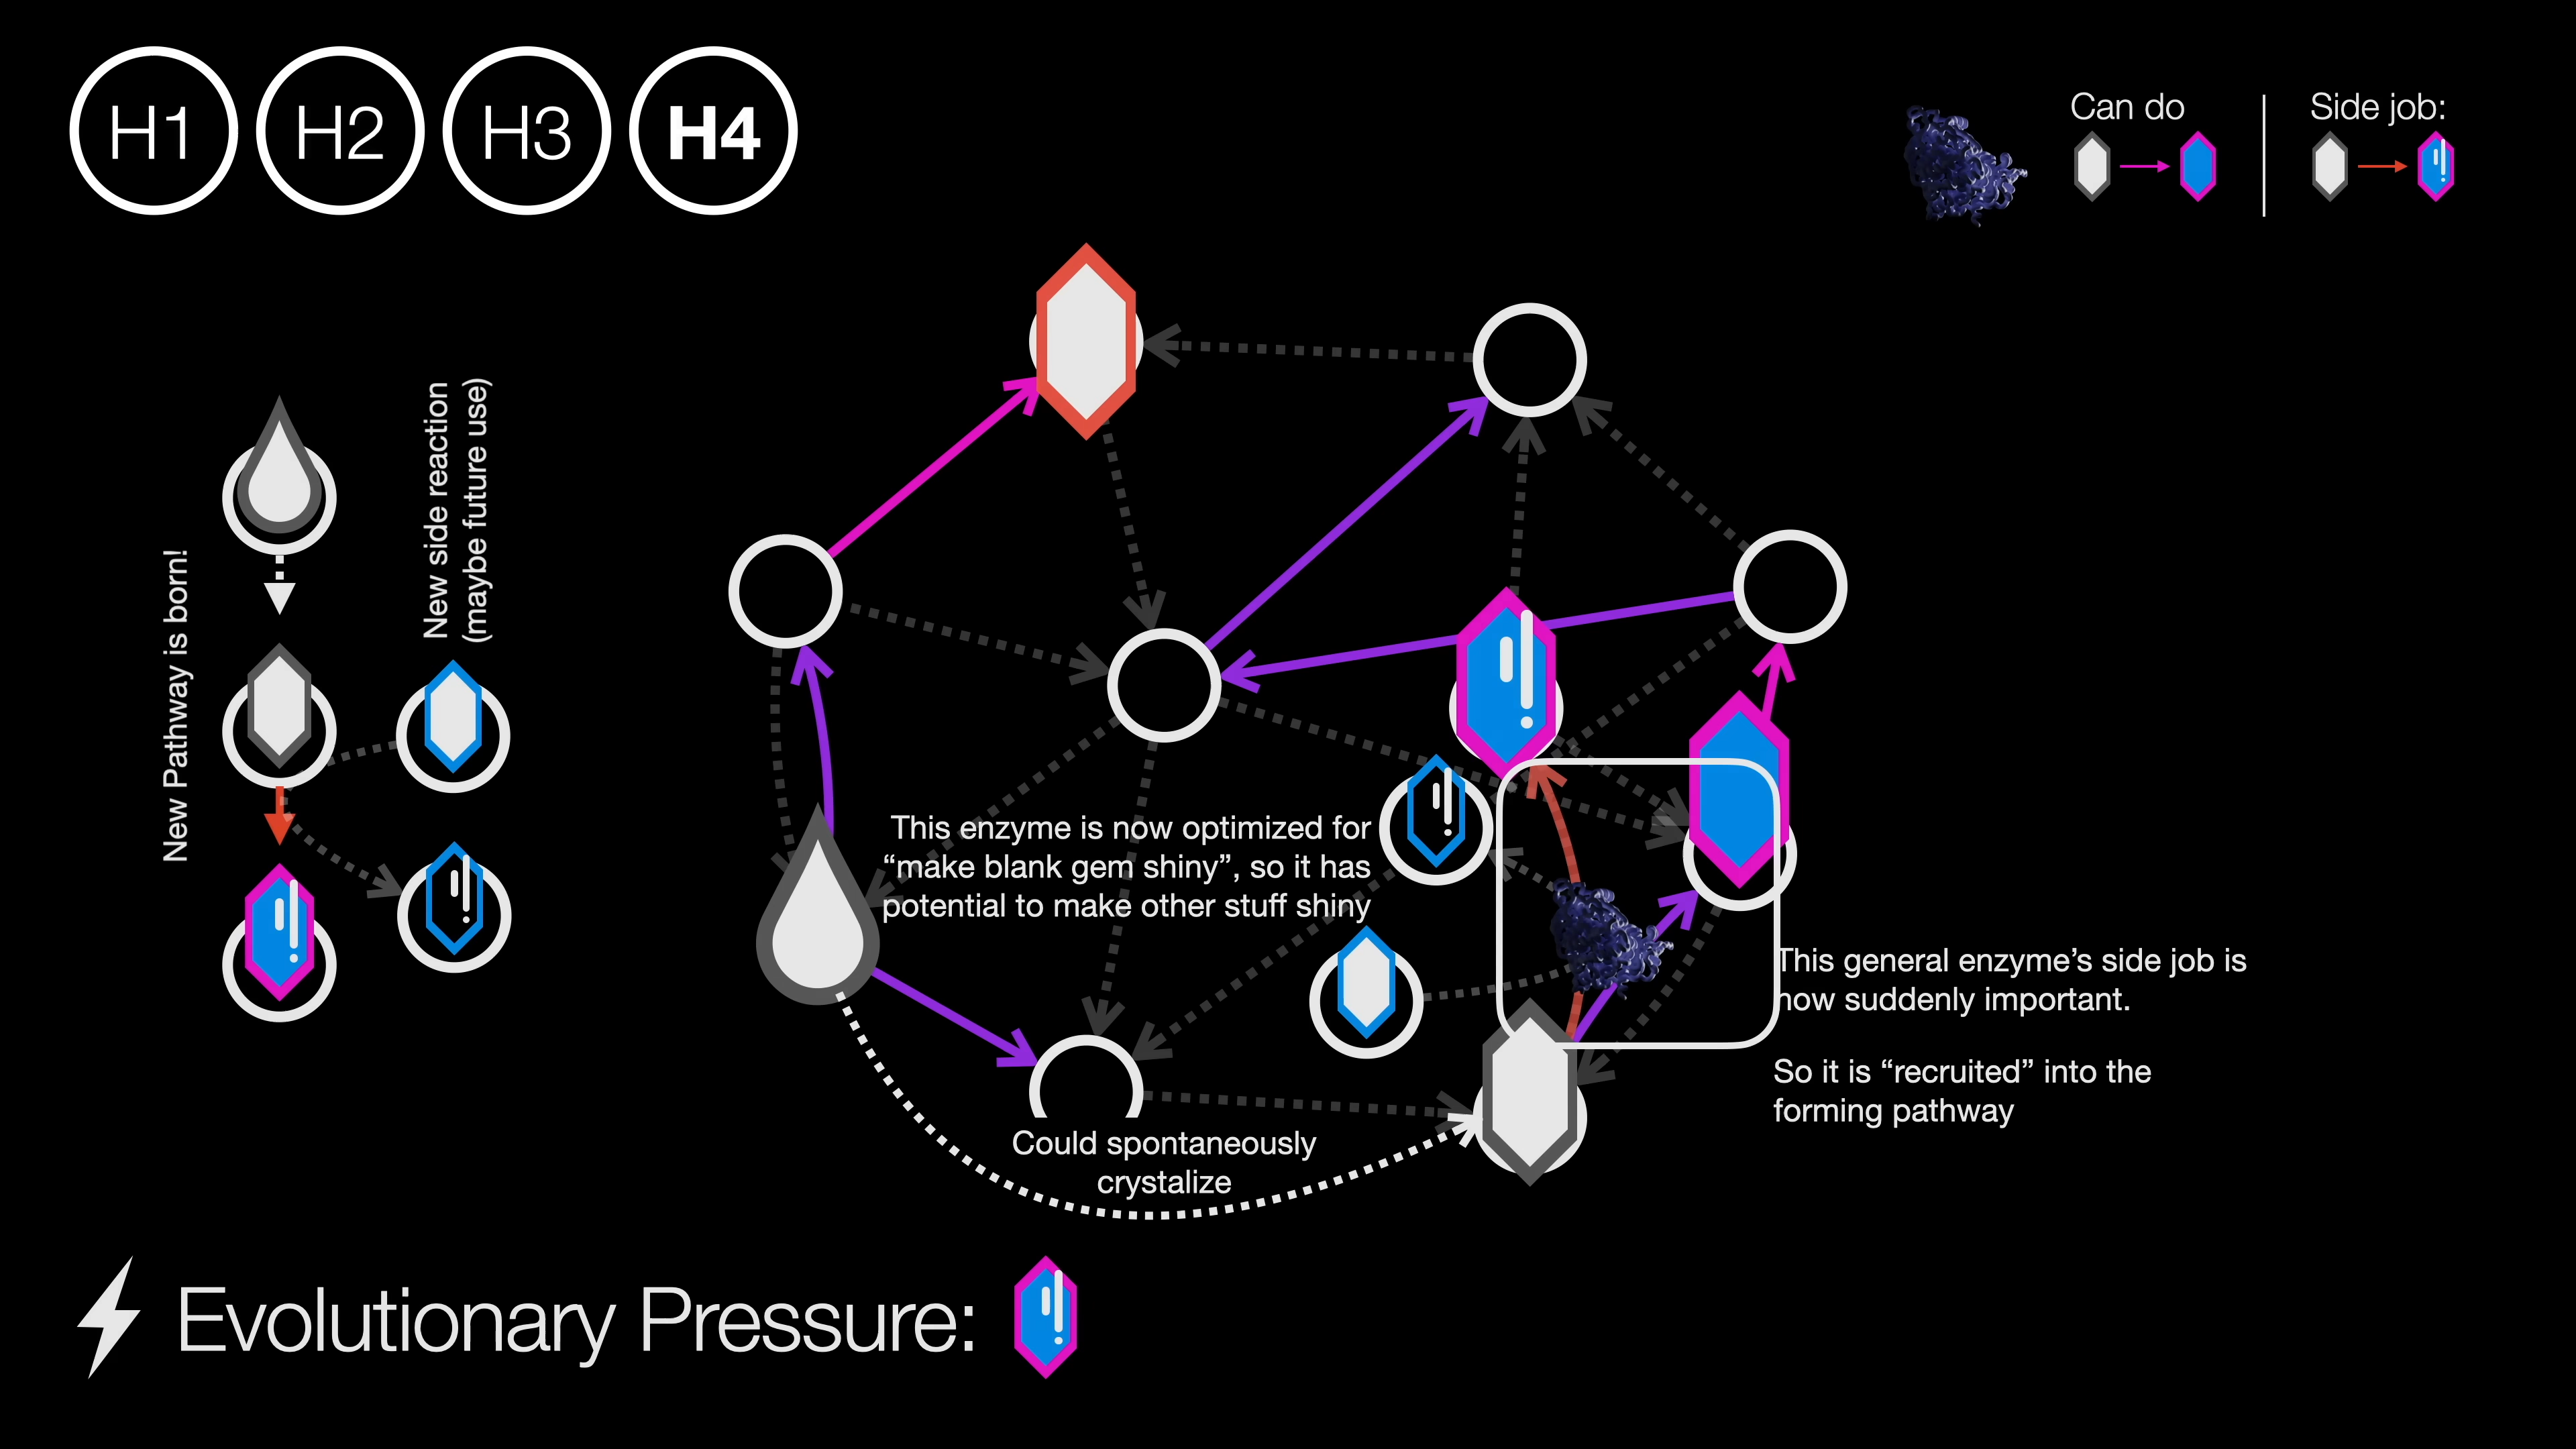 H1 H2 H3 H4
Can do
Side job:
New Pathway is born!
New side reaction
(maybe future use)
This enzyme is now optimized for
“make blank gem shiny”, so it has
potential to make other stuff shiny
This general enzyme’s side job is
now suddenly important.
So it is “recruited” into the
forming pathway
Could spontaneously
crystalize
Evolutionary Pressure: